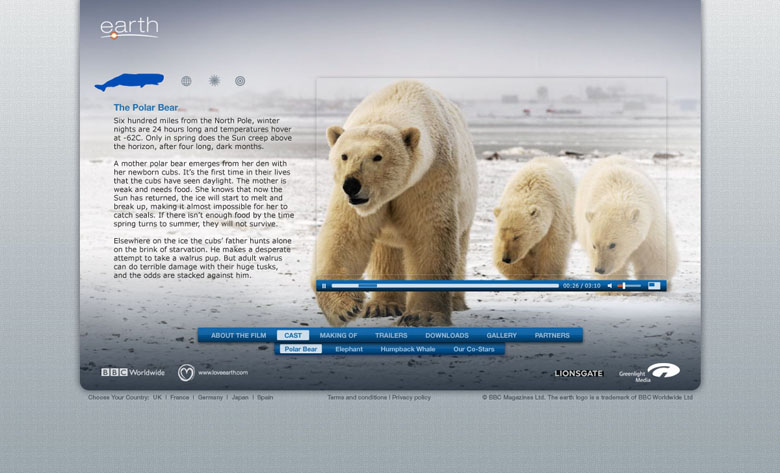 earth
The Polar Bear.
Six hundred miles from the North Pole, winter
nights are 24 hours long and temperatures hover
at -62C. Only in spring does the Sun creep above
the horizon, after four long, dark months.
A mother polar bear emerges from her den with
her newborn cubs. It's the first time in their lives
that the cubs have seen daylight. The mother is
weak and needs food. She knows that now the
Sun has returned, the ice will start to melt and
break up, making it almost impossible for her to
catch seals. If there isn't enough food by the time
spring turns to summer, they will not survive.
Elsewhere on the ice the cubs' father hunts alone
on the brink of starvation. He makes a desperate
attempt to take a walrus pup. But adult walrus
can do terrible damage with their huge tusks,
and the odds are stacked against him.
00:26 / 03:10
ABOUT THE FILM CAST MAKING OF TRAILERS DOWNLOADS GALLERY PARTNERS
Polar Bear Elephant Humpback Whale Our Co-Stars
BBC Worldwide www.loveearth.com LIONSGATE Greenlight Media
Choose Your Country: UK | France | Germany | Japan | Spain Terms and conditions | Privacy policy © BBC Magazines Ltd. The earth logo is a trademark of BBC Worldwide Ltd